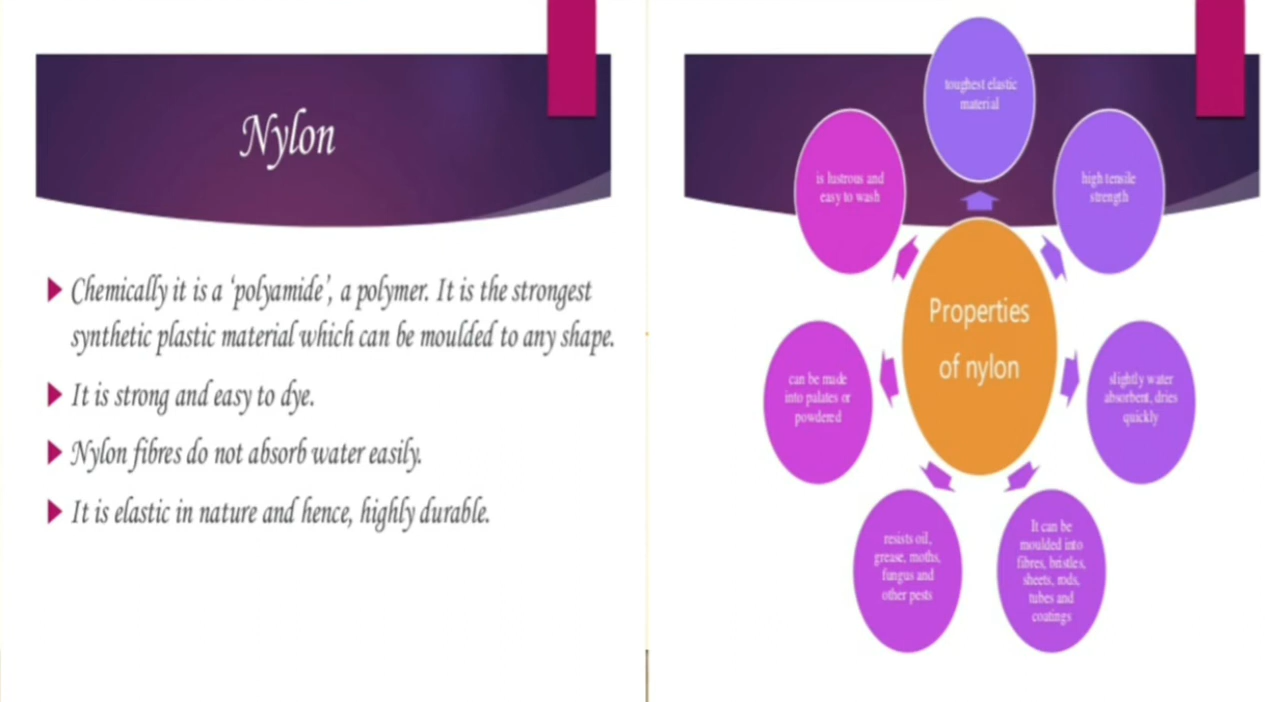 Nylon
Chemically it is a ‘polyamide’, a polymer. It is the strongest
synthetic plastic material which can be moulded to any shape.
It is strong and easy to dye.
Nylon fibres do not absorb water easily.
It is elastic in nature and hence, highly durable.
Properties
of nylon
toughest elastic
material
high tensile
strength
slightly water
absorbent, dries
quickly
It can be
moulded into
fibres, bristles,
sheets, rods,
tubes and
coatings
resists oil,
grease, moths,
fungus and
other pests
can be made
into palates or
powdered
is lustrous and
easy to wash